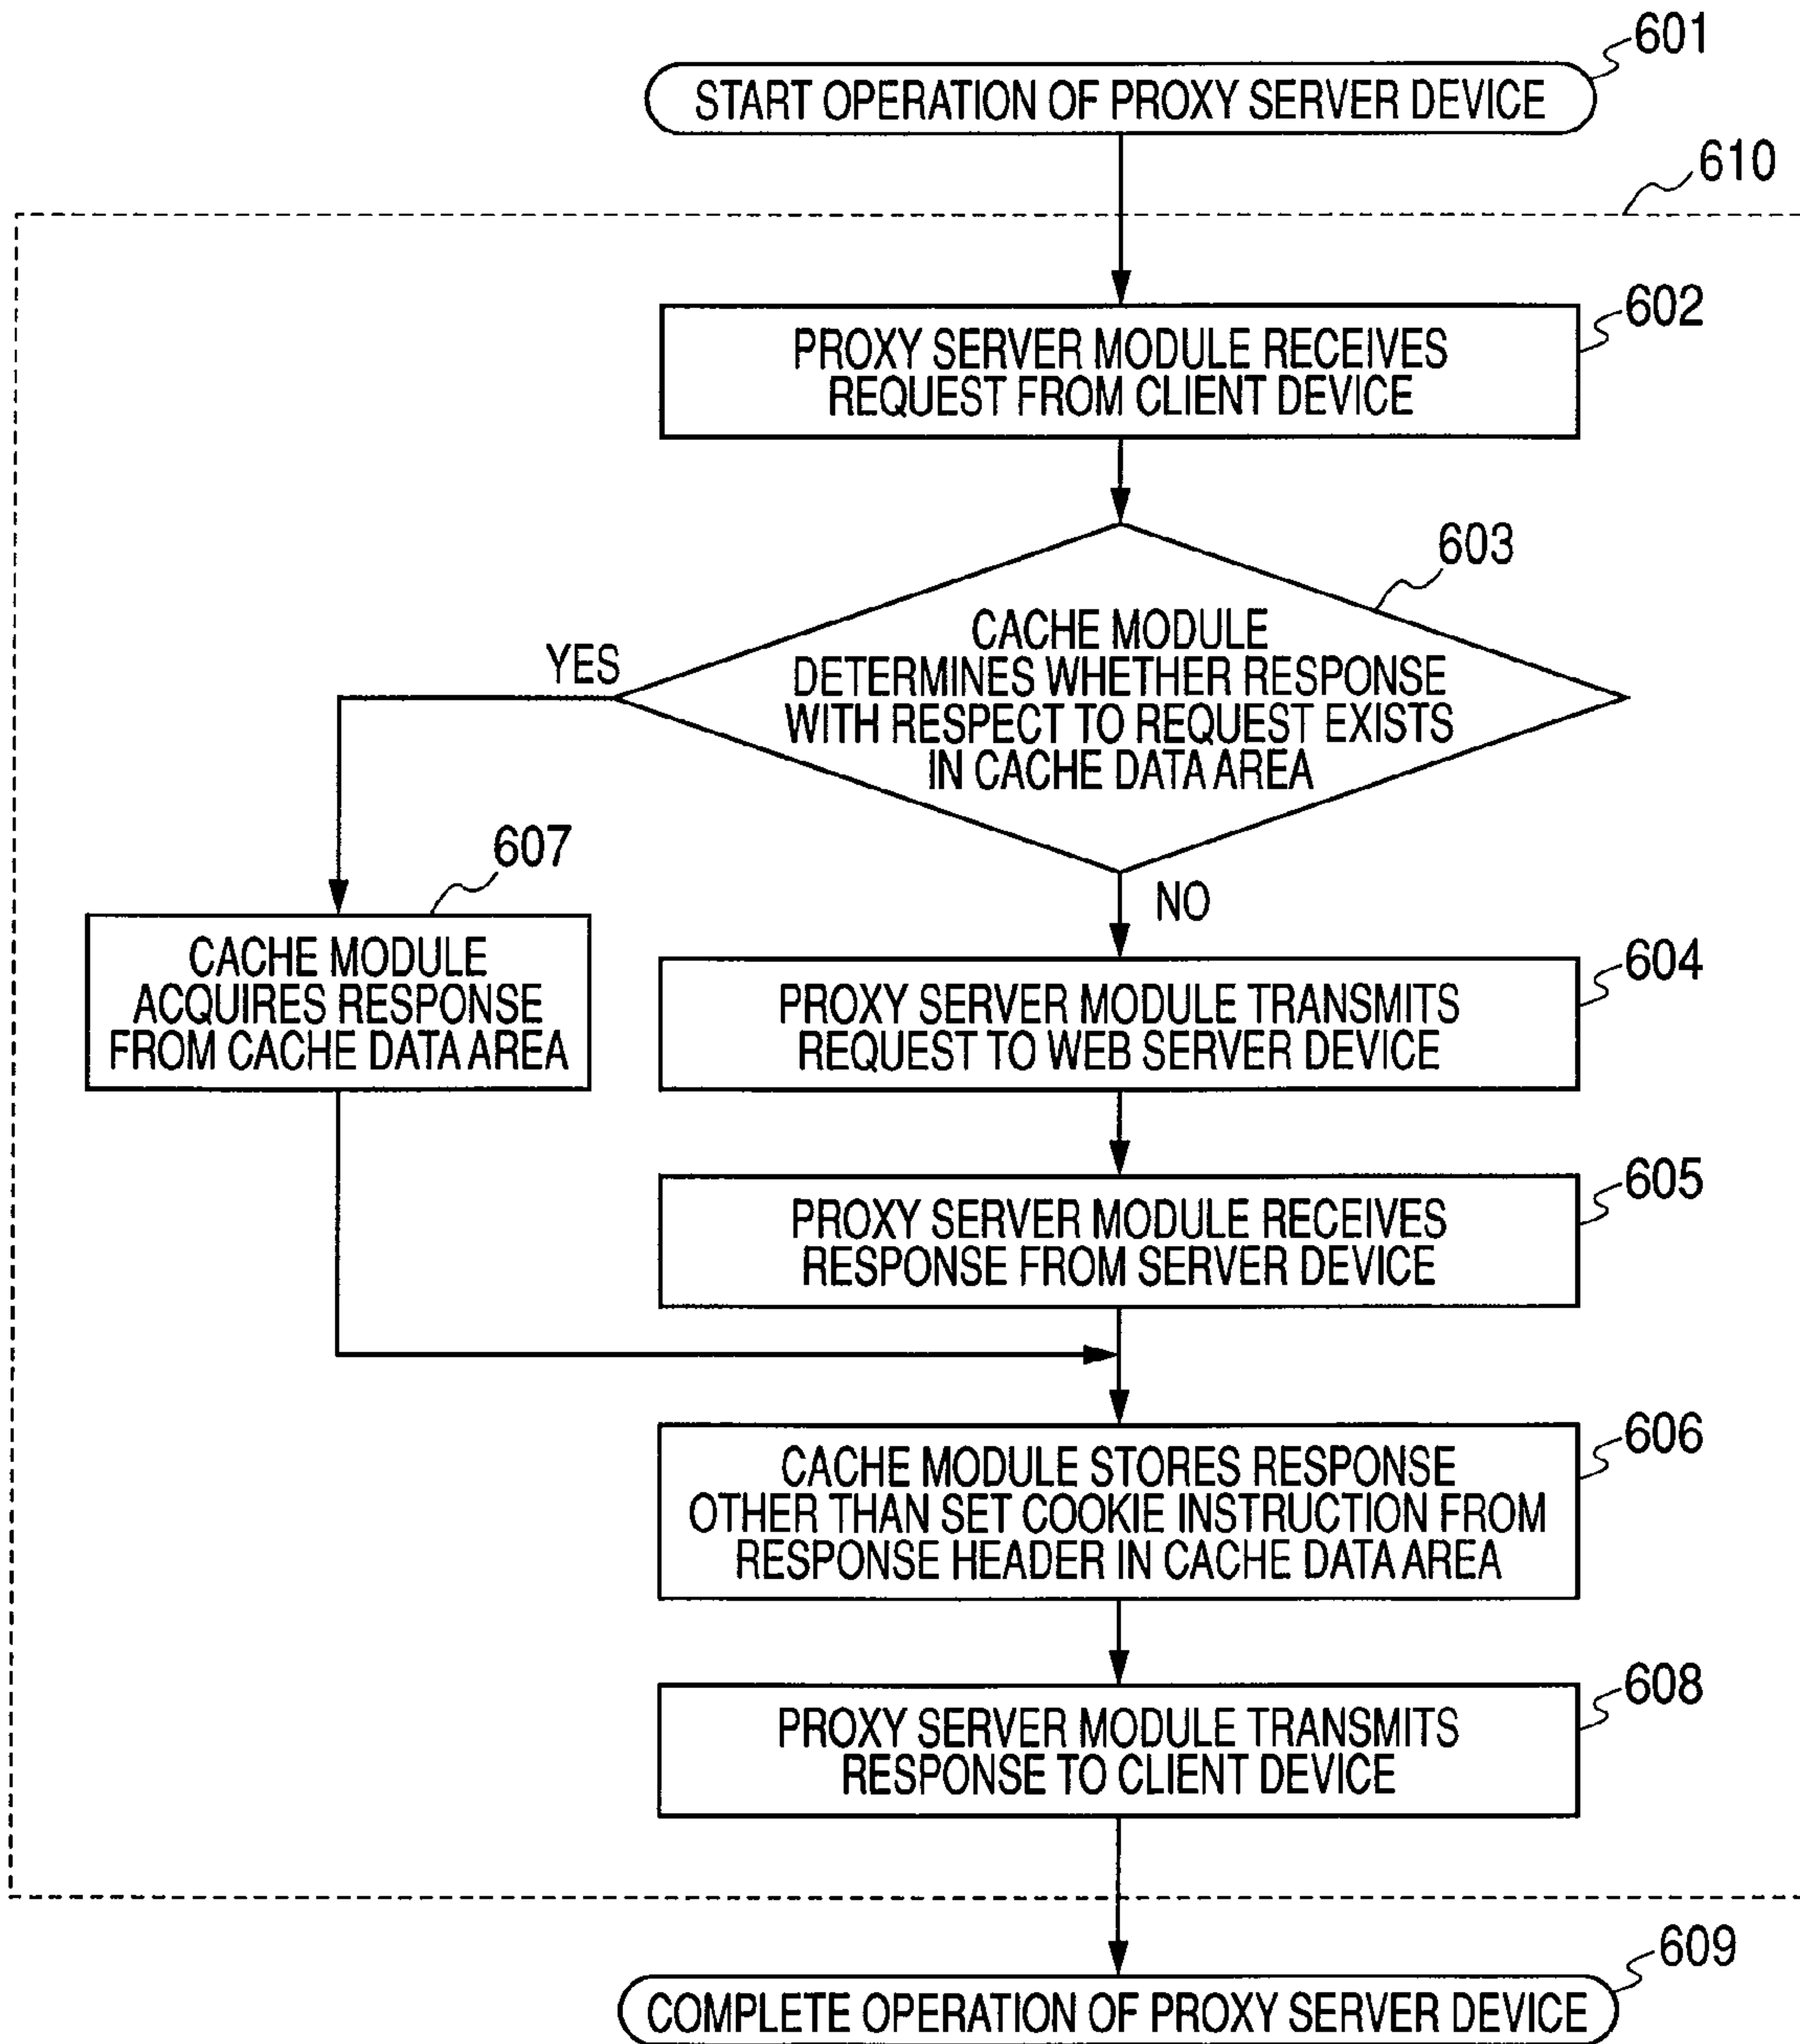 601
START OPERATION OF PROXY SERVER DEVICE
610
602
PROXY SERVER MODULE RECEIVES
REQUEST FROM CLIENT DEVICE
603
CACHE MODULE
DETERMINES WHETHER RESPONSE
WITH RESPECT TO REQUEST EXISTS
IN CACHE DATA AREA
YES
NO
607
CACHE MODULE
ACQUIRES RESPONSE
FROM CACHE DATA AREA
604
PROXY SERVER MODULE TRANSMITS
REQUEST TO WEB SERVER DEVICE
605
PROXY SERVER MODULE RECEIVES
RESPONSE FROM SERVER DEVICE
606
CACHE MODULE STORES RESPONSE
OTHER THAN SET COOKIE INSTRUCTION FROM
RESPONSE HEADER IN CACHE DATA AREA
608
PROXY SERVER MODULE TRANSMITS
RESPONSE TO CLIENT DEVICE
609
COMPLETE OPERATION OF PROXY SERVER DEVICE